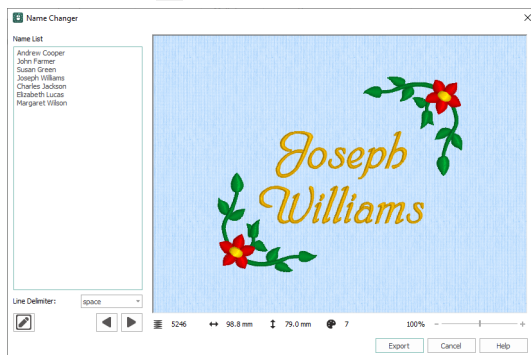 Name Changer
Name List
Andrew Cooper
John Farmer
Susan Green
Joseph Williams
Charles Jackson
Elizabeth Lucas
Margaret Wilson
Joseph
Williams
Line Delimiter:
space
5246
98.8 mm
79.0 mm
7
100%
Export
Cancel
Help